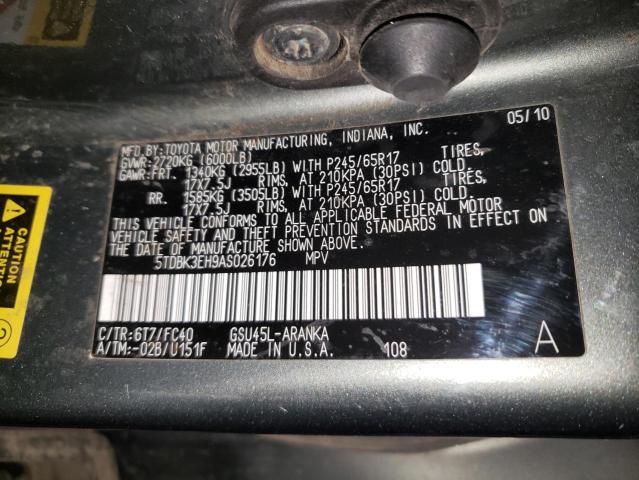 05/10
MFD.BY:TOYOTA MOTOR MANUFACTURING, INDIANA, INC.
GVWR:2720KG (6000LB)
GAWR:FRT. 1340KG (2955LB) WITH P245/65R17 TIRES,
17X7.5J RIMS, AT 210KPA (30PSI) COLD.
RR. 1585KG (3505LB) WITH P245/65R17 TIRES,
17X7.5J RIMS, AT 210KPA (30PSI) COLD.
THIS VEHICLE CONFORMS TO ALL APPLICABLE FEDERAL MOTOR
VEHICLE SAFETY AND THEFT PREVENTION STANDARDS IN EFFECT ON
THE DATE OF MANUFACTURE SHOWN ABOVE.
5TDBK3EH9AS026176 MPV
C/TR:6T7/FC40 GSU45L-ARANKA
A/TM:-02B/U151F MADE IN U.S.A. 108 A
CAUTION
ATTENTION